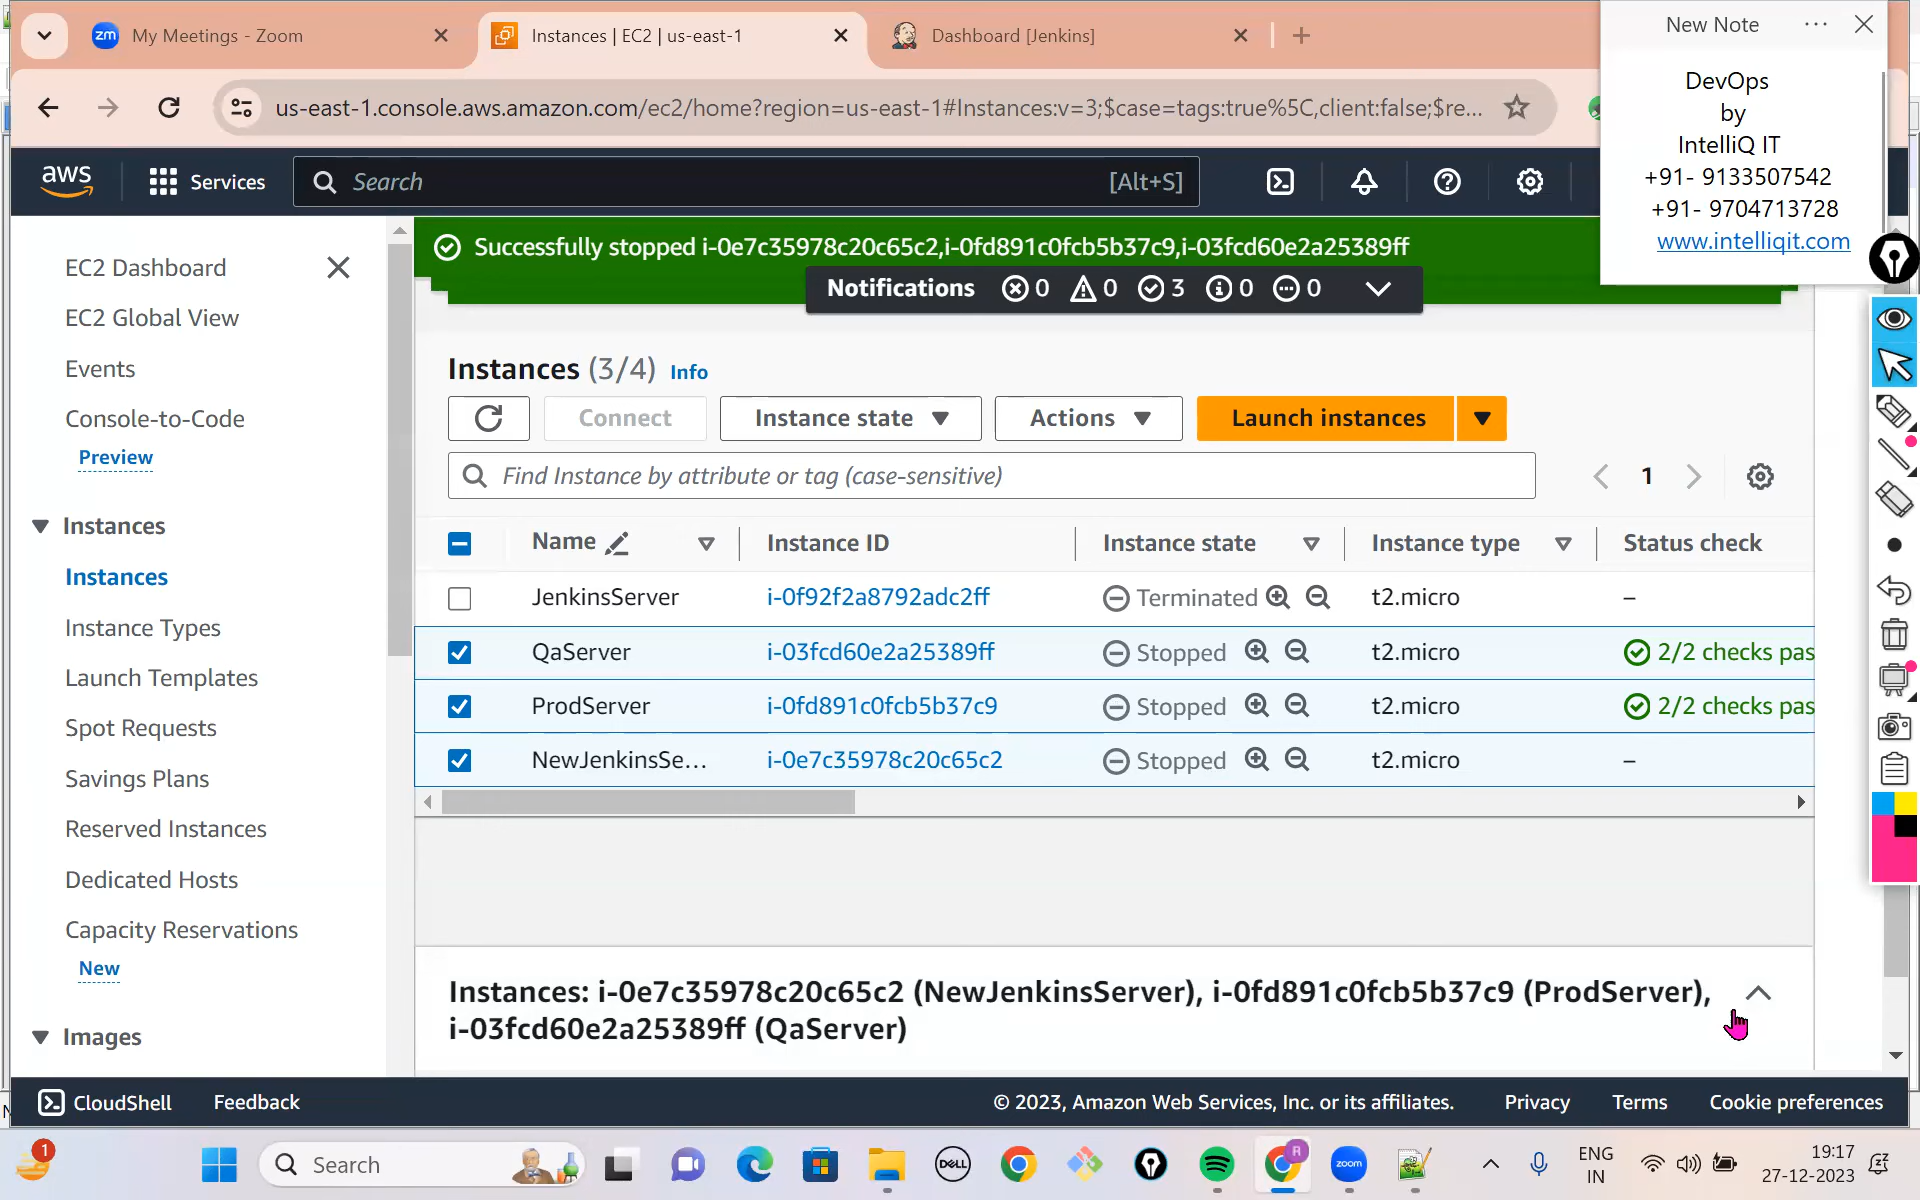 My Meetings - Zoom
Instances | EC2 | us-east-1
Dashboard [Jenkins]
us-east-1.console.aws.amazon.com/ec2/home?region=us-east-1#Instances:v=3;$case=tags:true%5C,client:false;$re...
New Note
DevOps
by
IntelliQ IT
+91- 9133507542
+91- 9704713728
www.intelliqit.com
aws
Services
Search
[Alt+S]
Successfully stopped i-0e7c35978c20c65c2,i-0fd891c0fcb5b37c9,i-03fcd60e2a25389ff
Notifications 0 0 3 0 0
EC2 Dashboard
EC2 Global View
Events
Console-to-Code
Preview
Instances
Instances
Instance Types
Launch Templates
Spot Requests
Savings Plans
Reserved Instances
Dedicated Hosts
Capacity Reservations
New
Images
Instances (3/4) Info
Connect
Instance state
Actions
Launch instances
Find Instance by attribute or tag (case-sensitive)
1
Name Instance ID Instance state Instance type Status check
JenkinsServer i-0f92f2a8792adc2ff Terminated t2.micro –
QaServer i-03fcd60e2a25389ff Stopped t2.micro 2/2 checks pas
ProdServer i-0fd891c0fcb5b37c9 Stopped t2.micro 2/2 checks pas
NewJenkinsSe... i-0e7c35978c20c65c2 Stopped t2.micro –
Instances: i-0e7c35978c20c65c2 (NewJenkinsServer), i-0fd891c0fcb5b37c9 (ProdServer),
i-03fcd60e2a25389ff (QaServer)
CloudShell
Feedback
© 2023, Amazon Web Services, Inc. or its affiliates.
Privacy
Terms
Cookie preferences
1
Search
DELL
R
zoom
ENG
IN
19:17
27-12-2023
zm